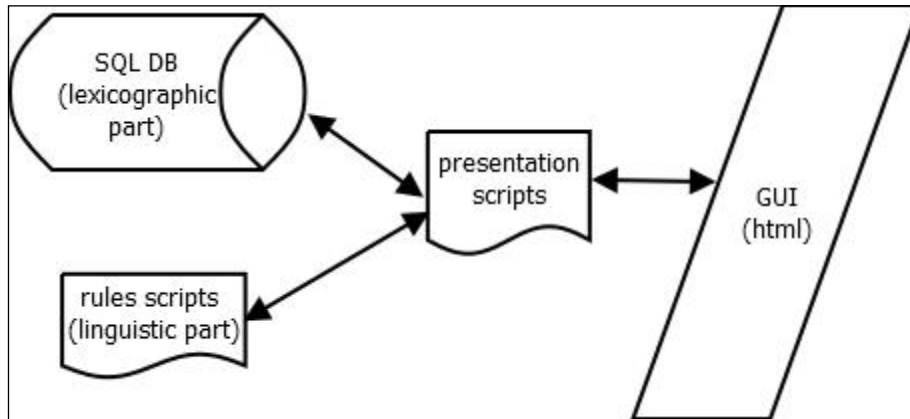 SQL DB
(lexicographic
part)
presentation
scripts
GUI
(html)
rules scripts
(linguistic part)